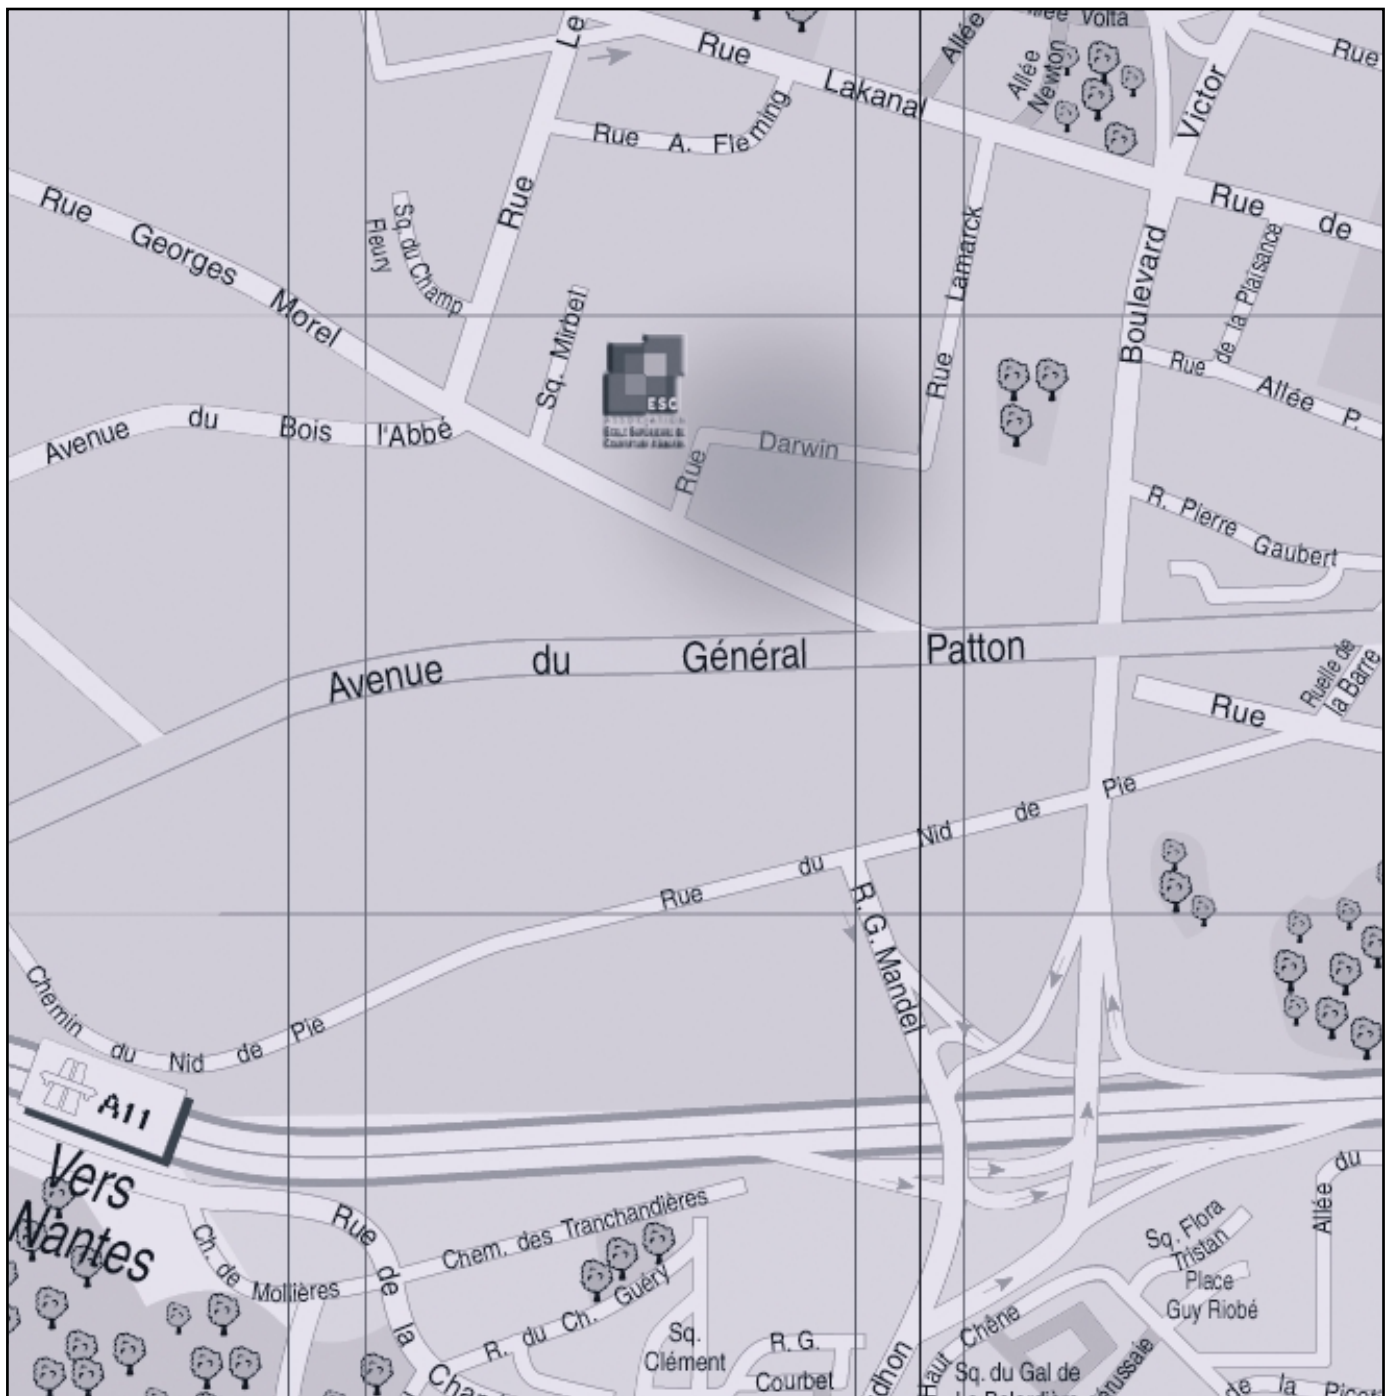 Le
Rue
Lakanal
Allée
Allée
Newton
Volta
Victor
Rue
Rue A. Fleming
Rue
Sq. du Champ
Fleury
Rue Georges Morel
Sq. Mirbel
Rue Lamarck
Boulevard
Rue de
de la Plaisance
Rue
Allée P.
Avenue du Bois l'Abbé
ESC
ASSOCIATION
Rue Darwin
R. Pierre Gaubert
Avenue du Général Patton
Ruelle de
la Barre
Rue
Rue du Nid de Pie
R. G. Mandel
Chemin du Nid de Pie
A11
Vers
Nantes
Rue de la
Ch. de Mollières
Chem. des Tranchandières
R. du Ch. Guéry
Sq.
Clément
R. G.
Courbet
Sq. Flora
Tristan
Place
Guy Riobé
Allée du
Haut Chêne
Sq. du Gal de
de la